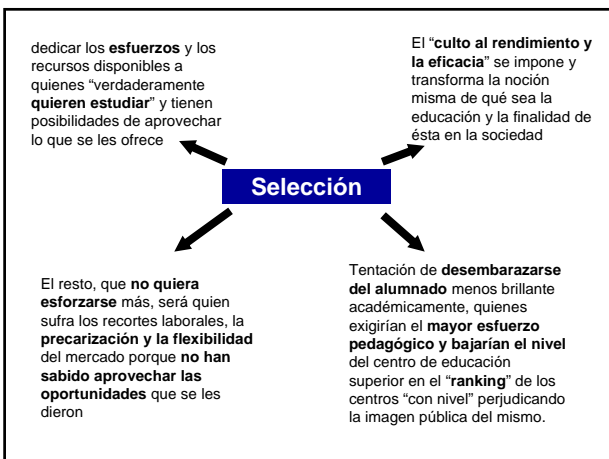 dedicar los esfuerzos y los
recursos disponibles a
quienes “verdaderamente
quieren estudiar” y tienen
posibilidades de aprovechar
lo que se les ofrece
El “culto al rendimiento y
la eficacia” se impone y
transforma la noción
misma de qué sea la
educación y la finalidad de
ésta en la sociedad
Selección
El resto, que no quiera
esforzarse más, será quien
sufra los recortes laborales, la
precarización y la flexibilidad
del mercado porque no han
sabido aprovechar las
oportunidades que se les
dieron
Tentación de desembarazarse
del alumnado menos brillante
académicamente, quienes
exigirían el mayor esfuerzo
pedagógico y bajarían el nivel
del centro de educación
superior en el “ranking” de los
centros “con nivel” perjudicando
la imagen pública del mismo.